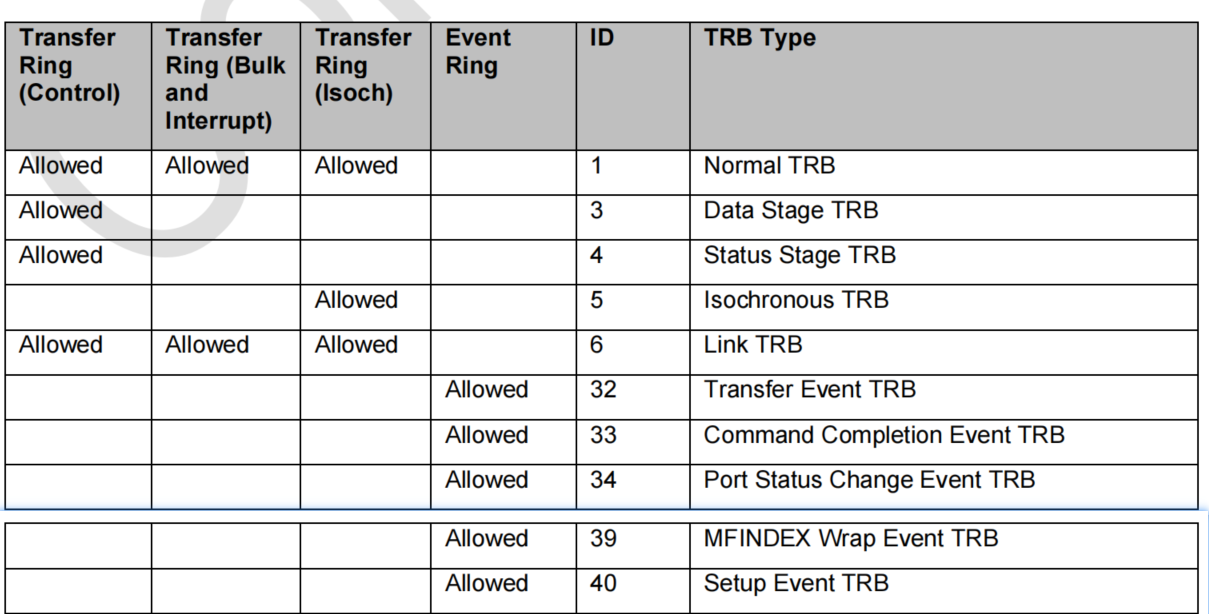 Transfer Ring (Control) Transfer Ring (Bulk and Interrupt) Transfer Ring (Isoch) Event Ring ID TRB Type
Allowed Allowed Allowed 1 Normal TRB
Allowed 3 Data Stage TRB
Allowed 4 Status Stage TRB
Allowed 5 Isochronous TRB
Allowed Allowed Allowed 6 Link TRB
Allowed 32 Transfer Event TRB
Allowed 33 Command Completion Event TRB
Allowed 34 Port Status Change Event TRB
Allowed 39 MFINDEX Wrap Event TRB
Allowed 40 Setup Event TRB